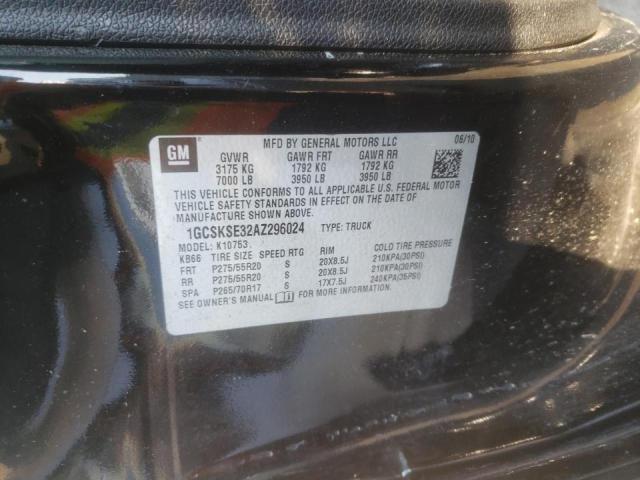 GM
MFD BY GENERAL MOTORS LLC 06/10
GVWR GAWR FRT GAWR RR
3175 KG 1792 KG 1792 KG
7000 LB 3950 LB 3950 LB
THIS VEHICLE CONFORMS TO ALL APPLICABLE U.S. FEDERAL MOTOR
VEHICLE SAFETY STANDARDS IN EFFECT ON THE DATE OF
MANUFACTURE SHOWN ABOVE.
1GCSKSE32AZ296024 TYPE: TRUCK
MODEL: K10753
KB66 TIRE SIZE SPEED RTG RIM COLD TIRE PRESSURE
FRT P275/55R20 S 20X8.5J 210KPA(30PSI)
RR P275/55R20 S 20X8.5J 210KPA(30PSI)
SPA P265/70R17 S 17X7.5J 240KPA(35PSI)
SEE OWNER'S MANUAL FOR MORE INFORMATION.